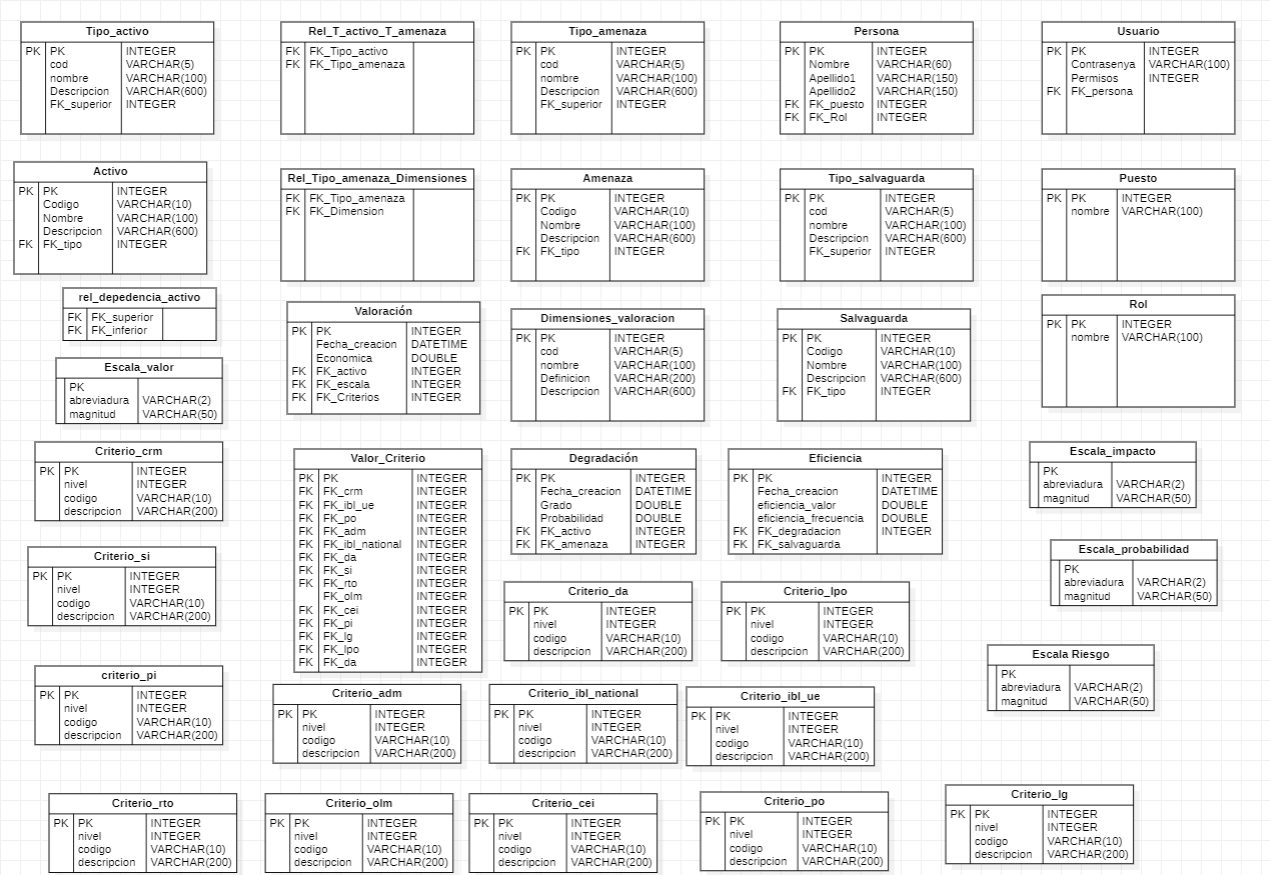 Tipo_activo
PK PK INTEGER
cod VARCHAR(5)
nombre VARCHAR(100)
Descripcion VARCHAR(600)
FK_superior INTEGER
Rel_T_activo_T_amenaza
FK FK_Tipo_activo
FK FK_Tipo_amenaza
Tipo_amenaza
PK PK INTEGER
cod VARCHAR(5)
nombre VARCHAR(100)
Descripcion VARCHAR(600)
FK_superior INTEGER
Persona
PK PK INTEGER
Nombre VARCHAR(60)
Apellido1 VARCHAR(150)
Apellido2 VARCHAR(150)
FK FK_puesto INTEGER
FK FK_Rol INTEGER
Usuario
PK PK INTEGER
Contrasenya VARCHAR(100)
Permisos INTEGER
FK FK_persona
Activo
PK PK INTEGER
Codigo VARCHAR(10)
Nombre VARCHAR(100)
Descripcion VARCHAR(600)
FK FK_tipo INTEGER
Rel_Tipo_amenaza_Dimensiones
FK FK_Tipo_amenaza
FK FK_Dimension
Amenaza
PK PK INTEGER
Codigo VARCHAR(10)
Nombre VARCHAR(100)
Descripcion VARCHAR(600)
FK FK_tipo INTEGER
Tipo_salvaguarda
PK PK INTEGER
cod VARCHAR(5)
nombre VARCHAR(100)
Descripcion VARCHAR(600)
FK_superior INTEGER
Puesto
PK PK INTEGER
nombre VARCHAR(100)
rel_depedencia_activo
FK FK_superior
FK FK_inferior
Valoración
PK PK INTEGER
Fecha_creacion DATETIME
Economica DOUBLE
FK FK_activo INTEGER
FK FK_escala INTEGER
FK FK_Criterios INTEGER
Dimensiones_valoracion
PK PK INTEGER
cod VARCHAR(5)
nombre VARCHAR(100)
Definicion VARCHAR(200)
Descripcion VARCHAR(600)
Salvaguarda
PK PK INTEGER
Codigo VARCHAR(10)
Nombre VARCHAR(100)
Descripcion VARCHAR(600)
FK FK_tipo INTEGER
Rol
PK PK INTEGER
nombre VARCHAR(100)
Escala_valor
PK
abreviadura VARCHAR(2)
magnitud VARCHAR(50)
Criterio_crm
PK PK INTEGER
nivel INTEGER
codigo VARCHAR(10)
descripcion VARCHAR(200)
Valor_Criterio
PK PK INTEGER
FK FK_crm INTEGER
FK FK_ibl_ue INTEGER
FK FK_po INTEGER
FK FK_adm INTEGER
FK FK_ibl_national INTEGER
FK FK_da INTEGER
FK FK_si INTEGER
FK FK_rto INTEGER
FK_olm INTEGER
FK FK_cei INTEGER
FK FK_pi INTEGER
FK FK_lg INTEGER
FK FK_lpo INTEGER
FK FK_da INTEGER
Degradación
PK PK INTEGER
Fecha_creacion DATETIME
Grado DOUBLE
Probabilidad DOUBLE
FK FK_activo INTEGER
FK FK_amenaza INTEGER
Eficiencia
PK PK INTEGER
Fecha_creacion DATETIME
eficiencia_valor DOUBLE
eficiencia_frecuencia DOUBLE
FK FK_degradacion INTEGER
FK FK_salvaguarda
Escala_impacto
PK
abreviadura VARCHAR(2)
magnitud VARCHAR(50)
Criterio_si
PK PK INTEGER
nivel INTEGER
codigo VARCHAR(10)
descripcion VARCHAR(200)
Escala_probabilidad
PK
abreviadura VARCHAR(2)
magnitud VARCHAR(50)
Criterio_da
PK PK INTEGER
nivel INTEGER
codigo VARCHAR(10)
descripcion VARCHAR(200)
Criterio_lpo
PK PK INTEGER
nivel INTEGER
codigo VARCHAR(10)
descripcion VARCHAR(200)
Escala Riesgo
PK
abreviadura VARCHAR(2)
magnitud VARCHAR(50)
criterio_pi
PK PK INTEGER
nivel INTEGER
codigo VARCHAR(10)
descripcion VARCHAR(200)
Criterio_adm
PK PK INTEGER
nivel INTEGER
codigo VARCHAR(10)
descripcion VARCHAR(200)
Criterio_ibl_national
PK PK INTEGER
nivel INTEGER
codigo VARCHAR(10)
descripcion VARCHAR(200)
Criterio_ibl_ue
PK PK INTEGER
nivel INTEGER
codigo VARCHAR(10)
descripcion VARCHAR(200)
Criterio_rto
PK PK INTEGER
nivel INTEGER
codigo VARCHAR(10)
descripcion VARCHAR(200)
Criterio_olm
PK PK INTEGER
nivel INTEGER
codigo VARCHAR(10)
descripcion VARCHAR(200)
Criterio_cei
PK PK INTEGER
nivel INTEGER
codigo VARCHAR(10)
descripcion VARCHAR(200)
Criterio_po
PK PK INTEGER
nivel INTEGER
codigo VARCHAR(10)
descripcion VARCHAR(200)
Criterio_lg
PK PK INTEGER
nivel INTEGER
codigo VARCHAR(10)
descripcion VARCHAR(200)